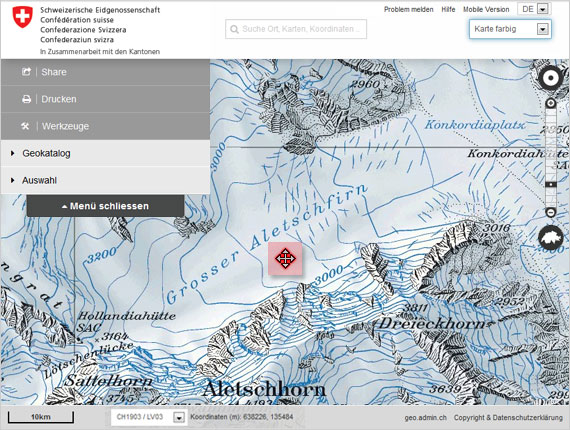 Schweizerische Eidgenossenschaft
Confédération suisse
Confederazione Svizzera
Confederaziun svizra
In Zusammenarbeit mit den Kantonen
Problem melden Hilfe Mobile Version DE
Suche Ort, Karten, Koordinaten ...
Karte farbig
Share
Drucken
Werkzeuge
Geokatalog
Auswahl
Menü schliessen
2960
Konkordiaplatz
2850
Konkordiahütte
SAC
Grosser Aletschfirn
3200
3000
3000
3016
2952
3811
Dreieckhorn
Hollandiahütte
SAC
3164
Lötschenlücke
Sattelhorn
Aletschhorn
3639
10km
CH1903 / LV03
Koordinaten (m): 638226, 135484
geo.admin.ch Copyright & Datenschutzerklärung